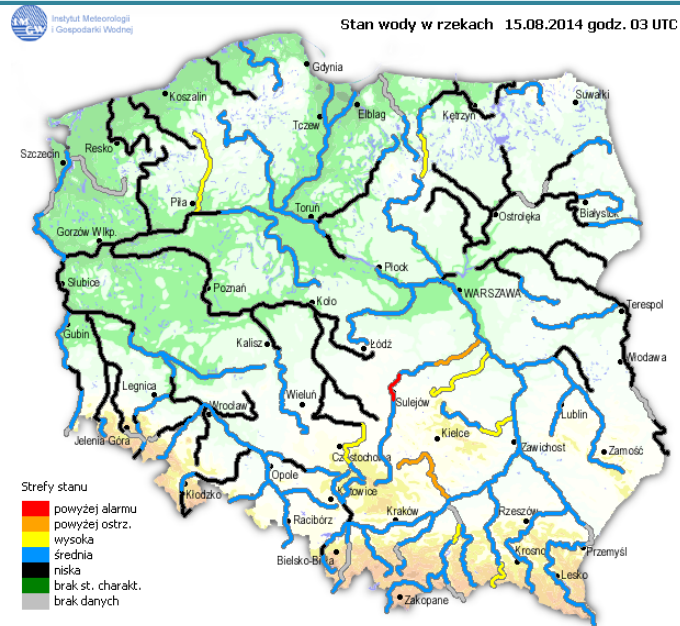 Instytut Meteorologii
i Gospodarki Wodnej
IMGW
Stan wody w rzekach 15.08.2014 godz. 03 UTC
Gdynia
Koszalin
Suwałki
Elbląg
Tczew
Kętrzyn
Resko
Szczecin
Piła
Toruń
Ostrołęka
Białystok
Gorzów Wlkp.
Płock
Słubice
Poznań
WARSZAWA
Koło
Terespol
Gubin
Kalisz
Łódź
Włodawa
Legnica
Wieluń
Sulejów
Wrocław
Lublin
Jelenia Góra
Kielce
Zawichost
Częstochowa
Zamość
Opole
Kłodzko
Katowice
Racibórz
Kraków
Rzeszów
Bielsko-Biała
Krosno
Przemyśl
Lesko
Zakopane
Strefy stanu
powyżej alarmu
powyżej ostrz.
wysoka
średnia
niska
brak st. charakt.
brak danych